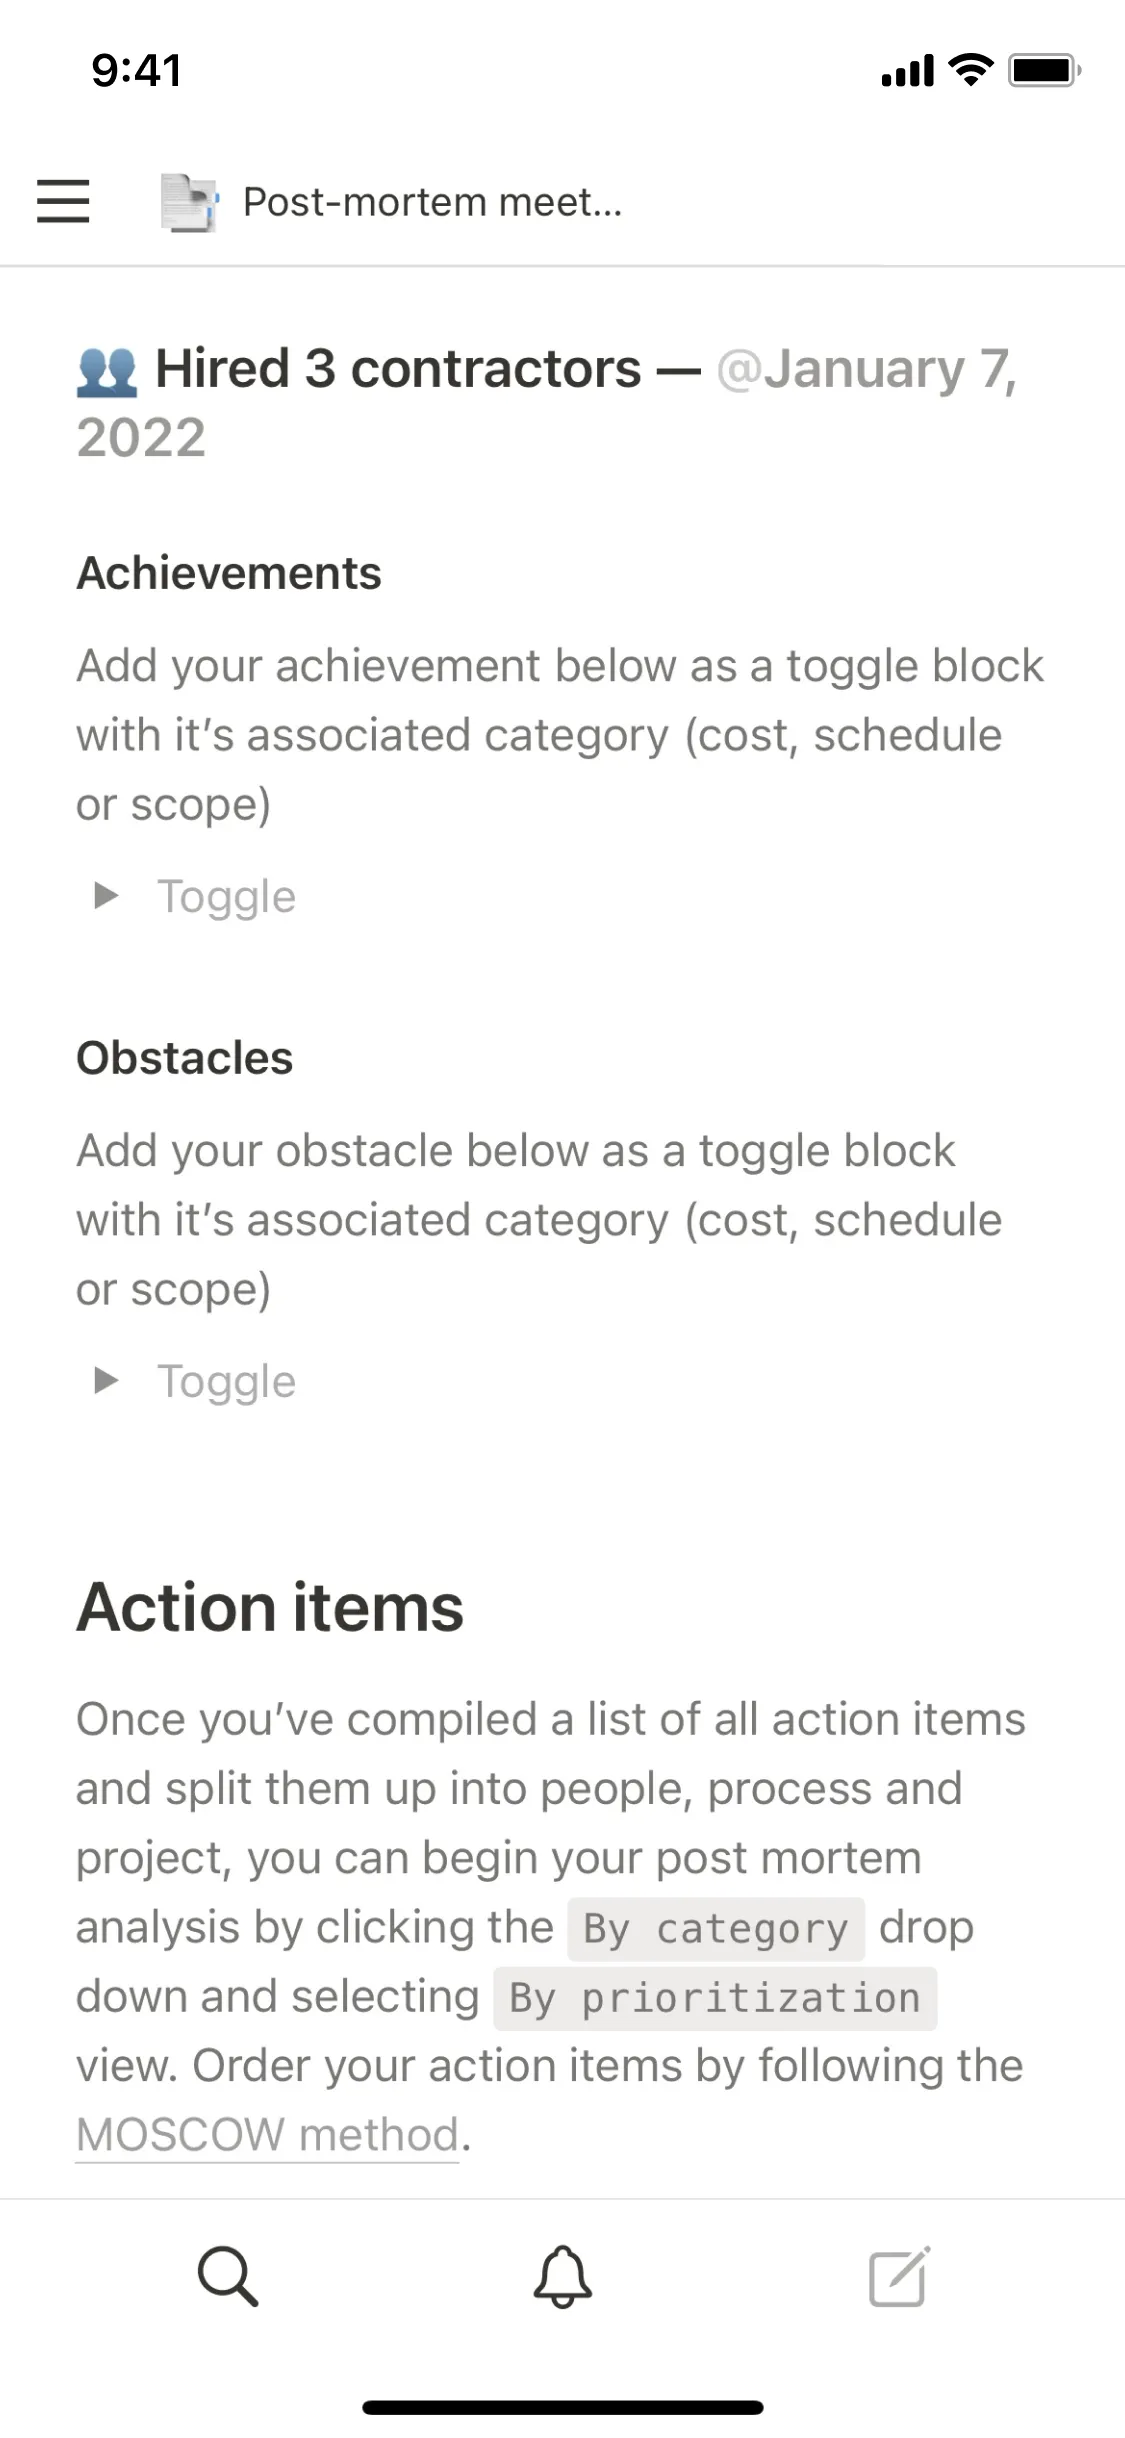 9:41
Post-mortem meet...
Hired 3 contractors — @January 7,
2022
Achievements
Add your achievement below as a toggle block
with it’s associated category (cost, schedule
or scope)
Toggle
Obstacles
Add your obstacle below as a toggle block
with it’s associated category (cost, schedule
or scope)
Toggle
Action items
Once you’ve compiled a list of all action items
and split them up into people, process and
project, you can begin your post mortem
analysis by clicking the By category drop
down and selecting By prioritization
view. Order your action items by following the
MOSCOW method.